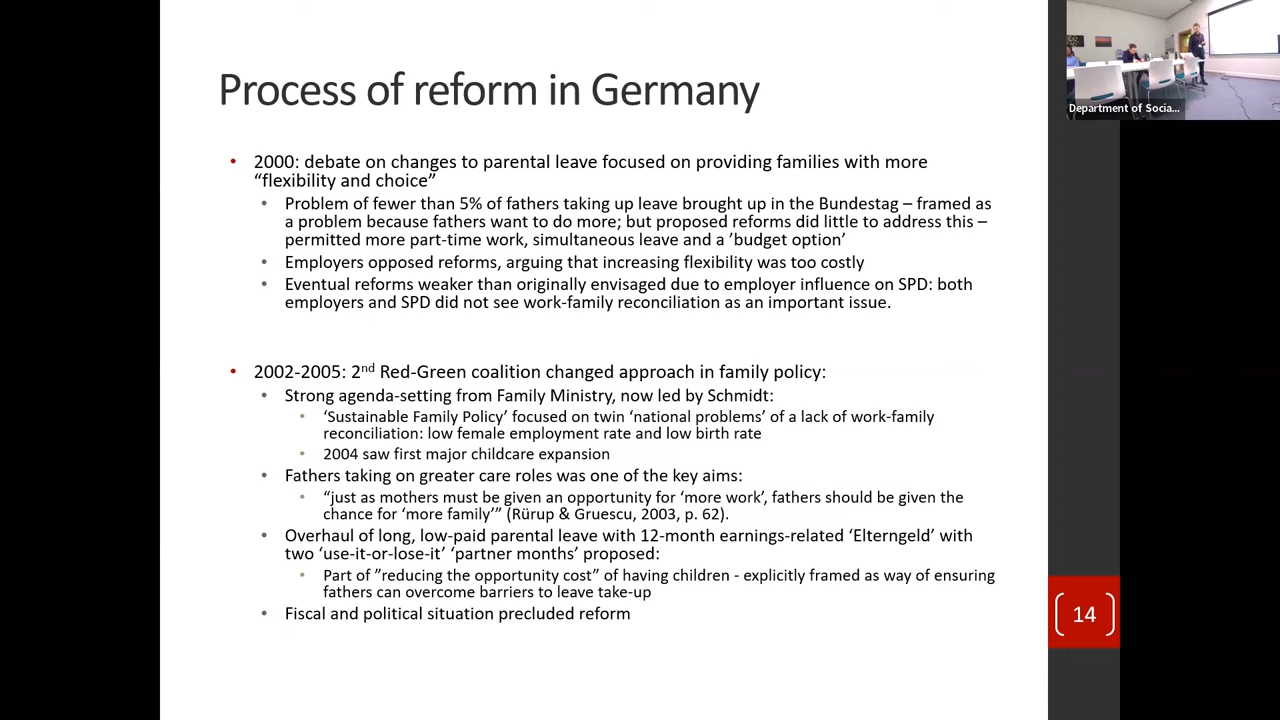 Process of reform in Germany
• 2000: debate on changes to parental leave focused on providing families with more
“flexibility and choice”
• Problem of fewer than 5% of fathers taking up leave brought up in the Bundestag – framed as
a problem because fathers want to do more; but proposed reforms did little to address this –
permitted more part-time work, simultaneous leave and a ’budget option’
• Employers opposed reforms, arguing that increasing flexibility was too costly
• Eventual reforms weaker than originally envisaged due to employer influence on SPD: both
employers and SPD did not see work-family reconciliation as an important issue.
• 2002-2005: 2nd Red-Green coalition changed approach in family policy:
• Strong agenda-setting from Family Ministry, now led by Schmidt:
• ‘Sustainable Family Policy’ focused on twin ‘national problems’ of a lack of work-family
reconciliation: low female employment rate and low birth rate
• 2004 saw first major childcare expansion
• Fathers taking on greater care roles was one of the key aims:
• “just as mothers must be given an opportunity for ‘more work’, fathers should be given the
chance for ‘more family’” (Rürup & Gruescu, 2003, p. 62).
• Overhaul of long, low-paid parental leave with 12-month earnings-related ‘Elterngeld’ with
two ‘use-it-or-lose-it’ ‘partner months’ proposed:
• Part of ”reducing the opportunity cost” of having children - explicitly framed as way of ensuring
fathers can overcome barriers to leave take-up
• Fiscal and political situation precluded reform
14
Department of Socia...